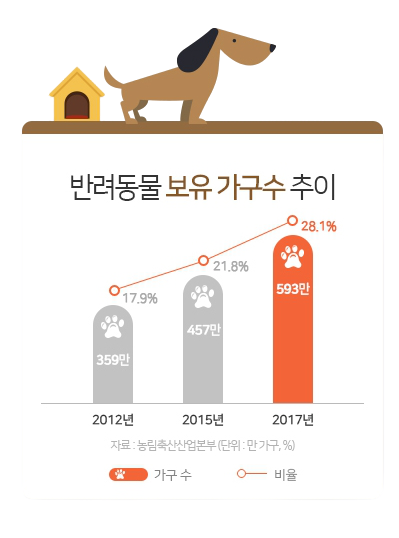 반려동물 보유 가구수 추이
28.1%
21.8%
17.9%
593만
457만
359만
2012년 2015년 2017년
자료 : 농림축산산업본부 (단위 : 만 가구, %)
가구 수 비율